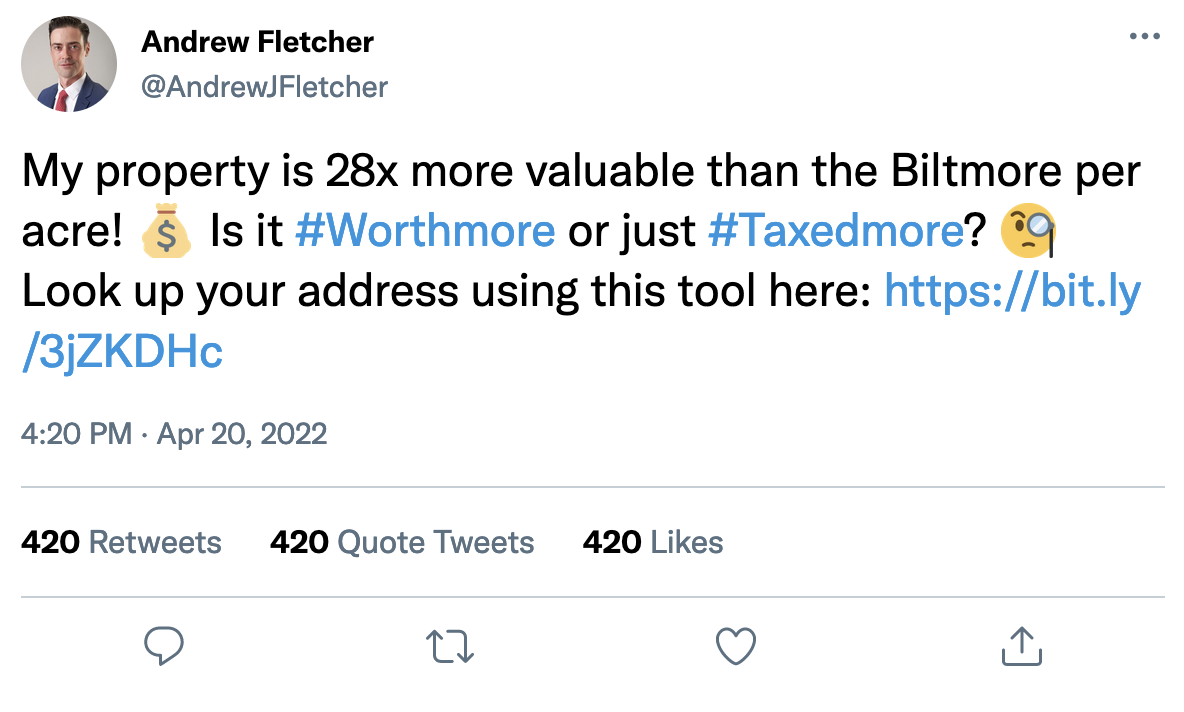 Andrew Fletcher
@AndrewJFletcher
My property is 28x more valuable than the Biltmore per
acre! 💰 Is it #Worthmore or just #Taxedmore? 🧐
Look up your address using this tool here: https://bit.ly
/3jZKDHc
4:20 PM · Apr 20, 2022
420 Retweets 420 Quote Tweets 420 Likes